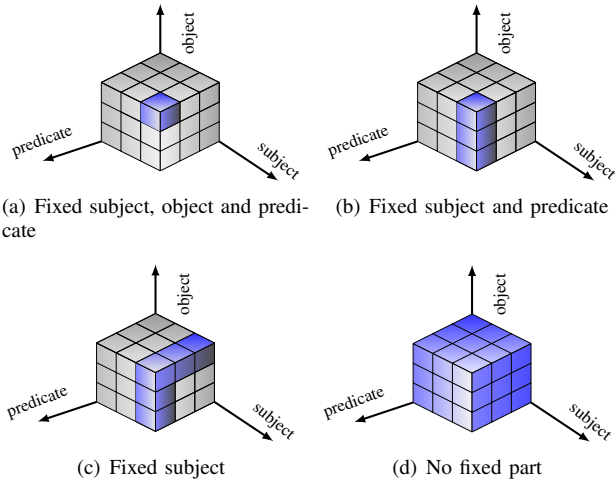 object
predicate
subject
(a) Fixed subject, object and predi-
cate
object
predicate
subject
(b) Fixed subject and predicate
object
predicate
subject
(c) Fixed subject
object
predicate
subject
(d) No fixed part